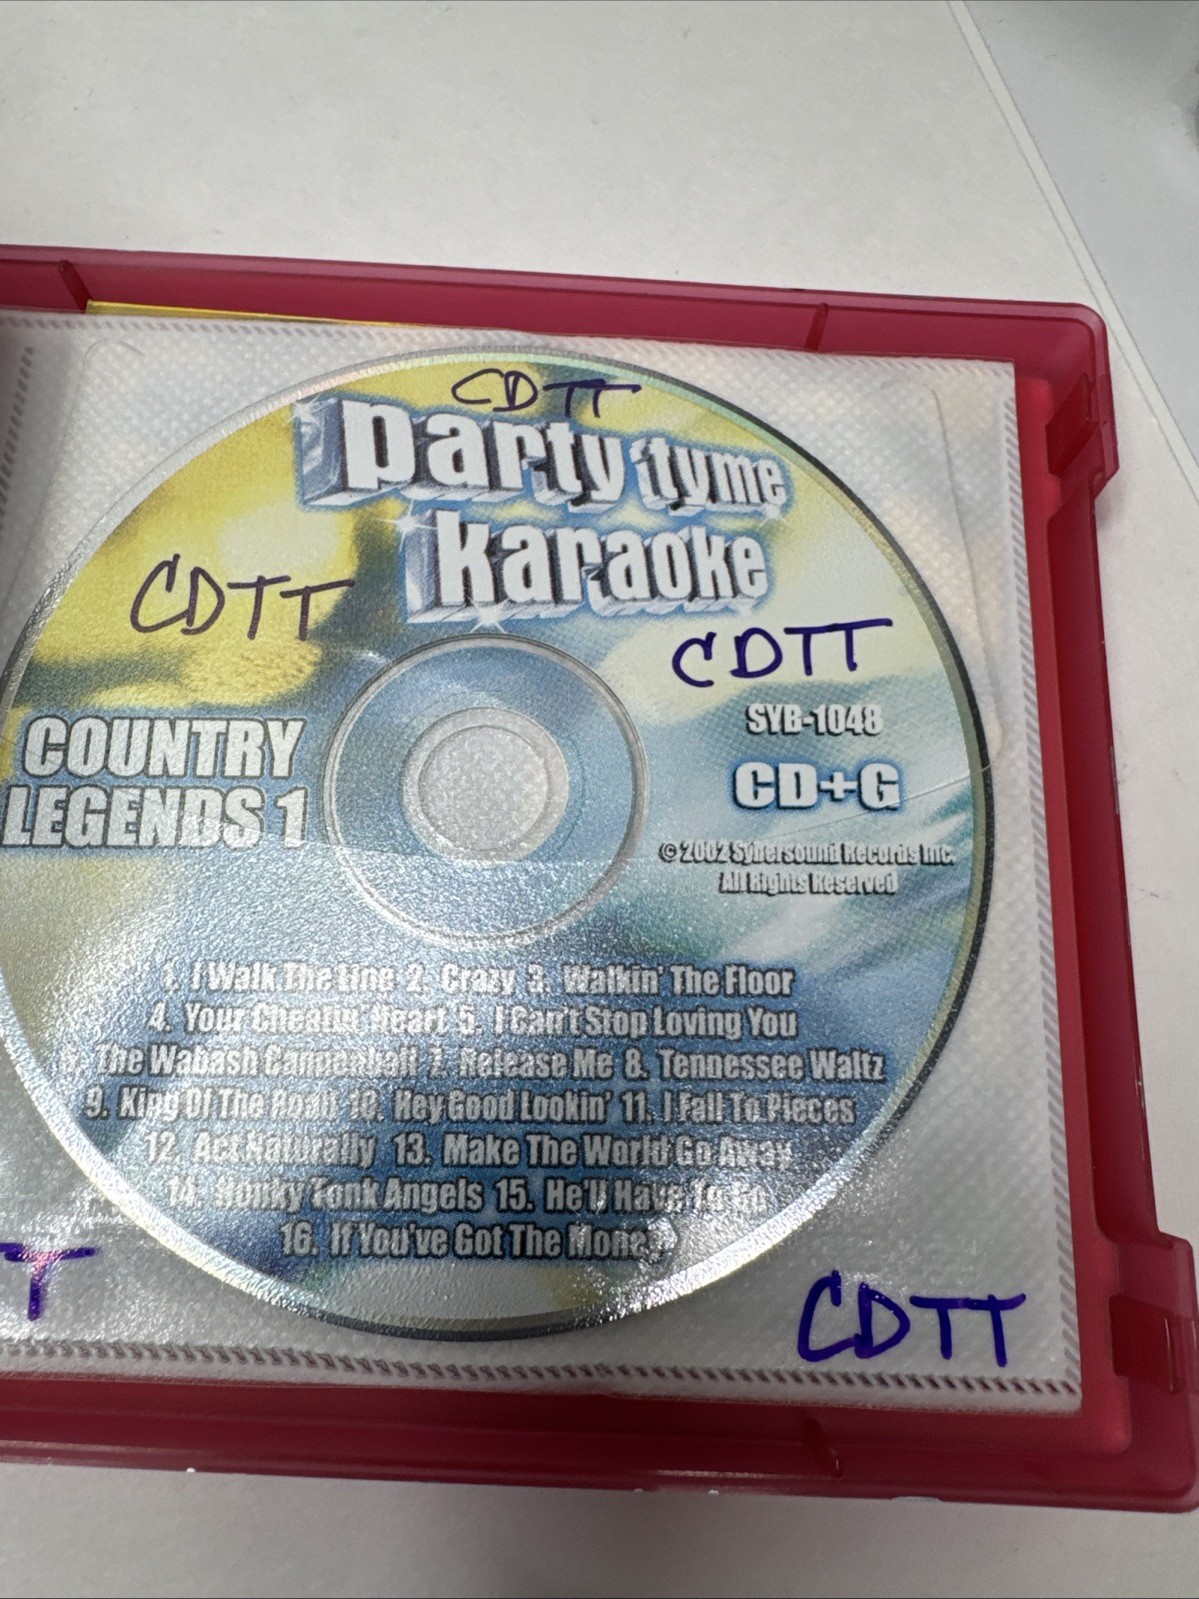 CDTT
party tyme
karaoke
CDTT
CDTT
COUNTRY
LEGENDS 1
SYB-1048
CD+G
© 2002 Sybersound Records Inc.
All Rights Reserved
1. I Walk The Line 2. Crazy 3. Walkin' The Floor
4. Your Cheatin' Heart 5. I Can't Stop Loving You
6. The Wabash Cannonball 7. Release Me 8. Tennessee Waltz
9. King Of The Road 10. Hey Good Lookin' 11. I Fall To Pieces
12. Act Naturally 13. Make The World Go Away
14. Honky Tonk Angels 15. He'll Have To Go
16. If You've Got The Money
T
CDTT